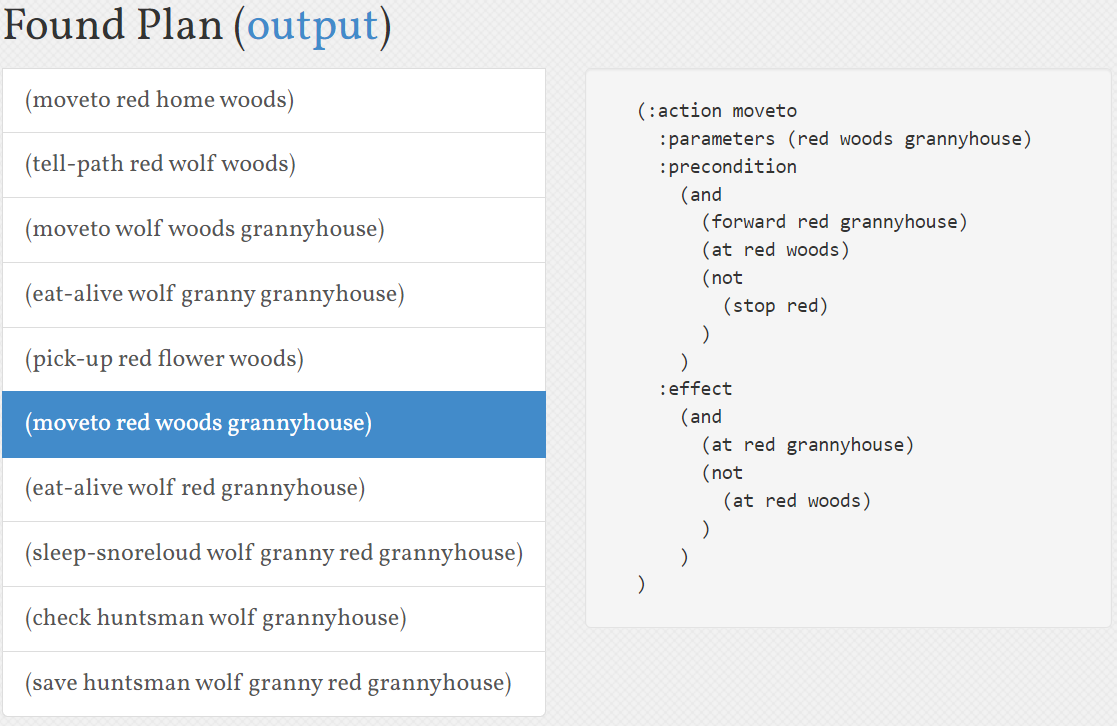 Found Plan (output)
(moveto red home woods)
(tell-path red wolf woods)
(moveto wolf woods grannyhouse)
(eat-alive wolf granny grannyhouse)
(pick-up red flower woods)
(moveto red woods grannyhouse)
(eat-alive wolf red grannyhouse)
(sleep-snoreloud wolf granny red grannyhouse)
(check huntsman wolf grannyhouse)
(save huntsman wolf granny red grannyhouse)
(:action moveto
  :parameters (red woods grannyhouse)
  :precondition
    (and
      (forward red grannyhouse)
      (at red woods)
      (not
        (stop red)
      )
    )
  :effect
    (and
      (at red grannyhouse)
      (not
        (at red woods)
      )
    )
)